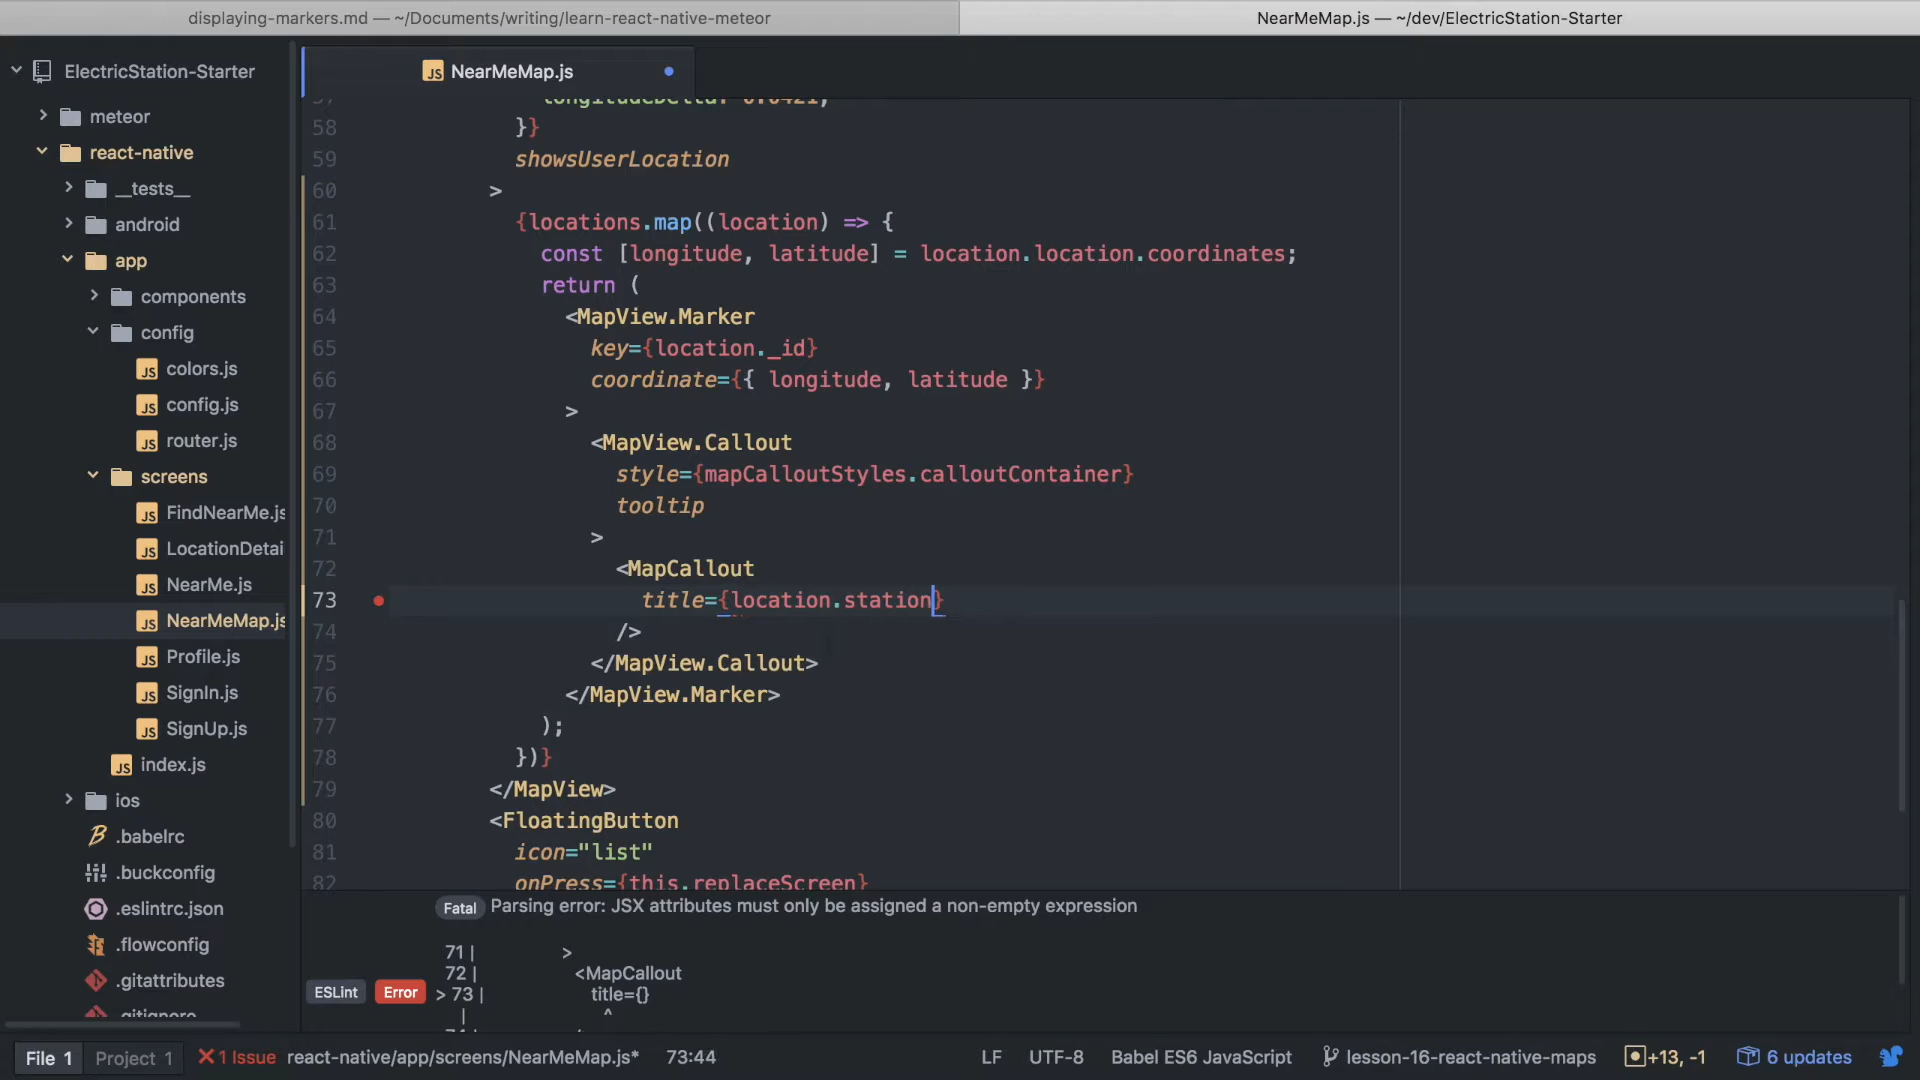 displaying-markers.md — ~/Documents/writing/learn-react-native-meteor
NearMeMap.js — ~/dev/ElectricStation-Starter
ElectricStation-Starter
meteor
react-native
__tests__
android
app
components
config
colors.js
config.js
router.js
screens
FindNearMe.js
LocationDetai
NearMe.js
NearMeMap.js
Profile.js
SignIn.js
SignUp.js
index.js
ios
.babelrc
.buckconfig
.eslintrc.json
.flowconfig
.gitattributes
.gitignore
NearMeMap.js
57 longitudeDelta: 0.0421,
58 }}
59 showsUserLocation
60 >
61 {locations.map((location) => {
62 const [longitude, latitude] = location.location.coordinates;
63 return (
64 <MapView.Marker
65 key={location._id}
66 coordinate={{ longitude, latitude }}
67 >
68 <MapView.Callout
69 style={mapCalloutStyles.calloutContainer}
70 tooltip
71 >
72 <MapCallout
73 title={location.station}
74 />
75 </MapView.Callout>
76 </MapView.Marker>
77 );
78 })}
79 </MapView>
80 <FloatingButton
81 icon="list"
82 onPress={this.replaceScreen}
Fatal Parsing error: JSX attributes must only be assigned a non-empty expression
71 | >
72 | <MapCallout
ESLint Error > 73 | title={}
| ^
File 1 Project 1 1 Issue react-native/app/screens/NearMeMap.js* 73:44 LF UTF-8 Babel ES6 JavaScript lesson-16-react-native-maps +13, -1 6 updates